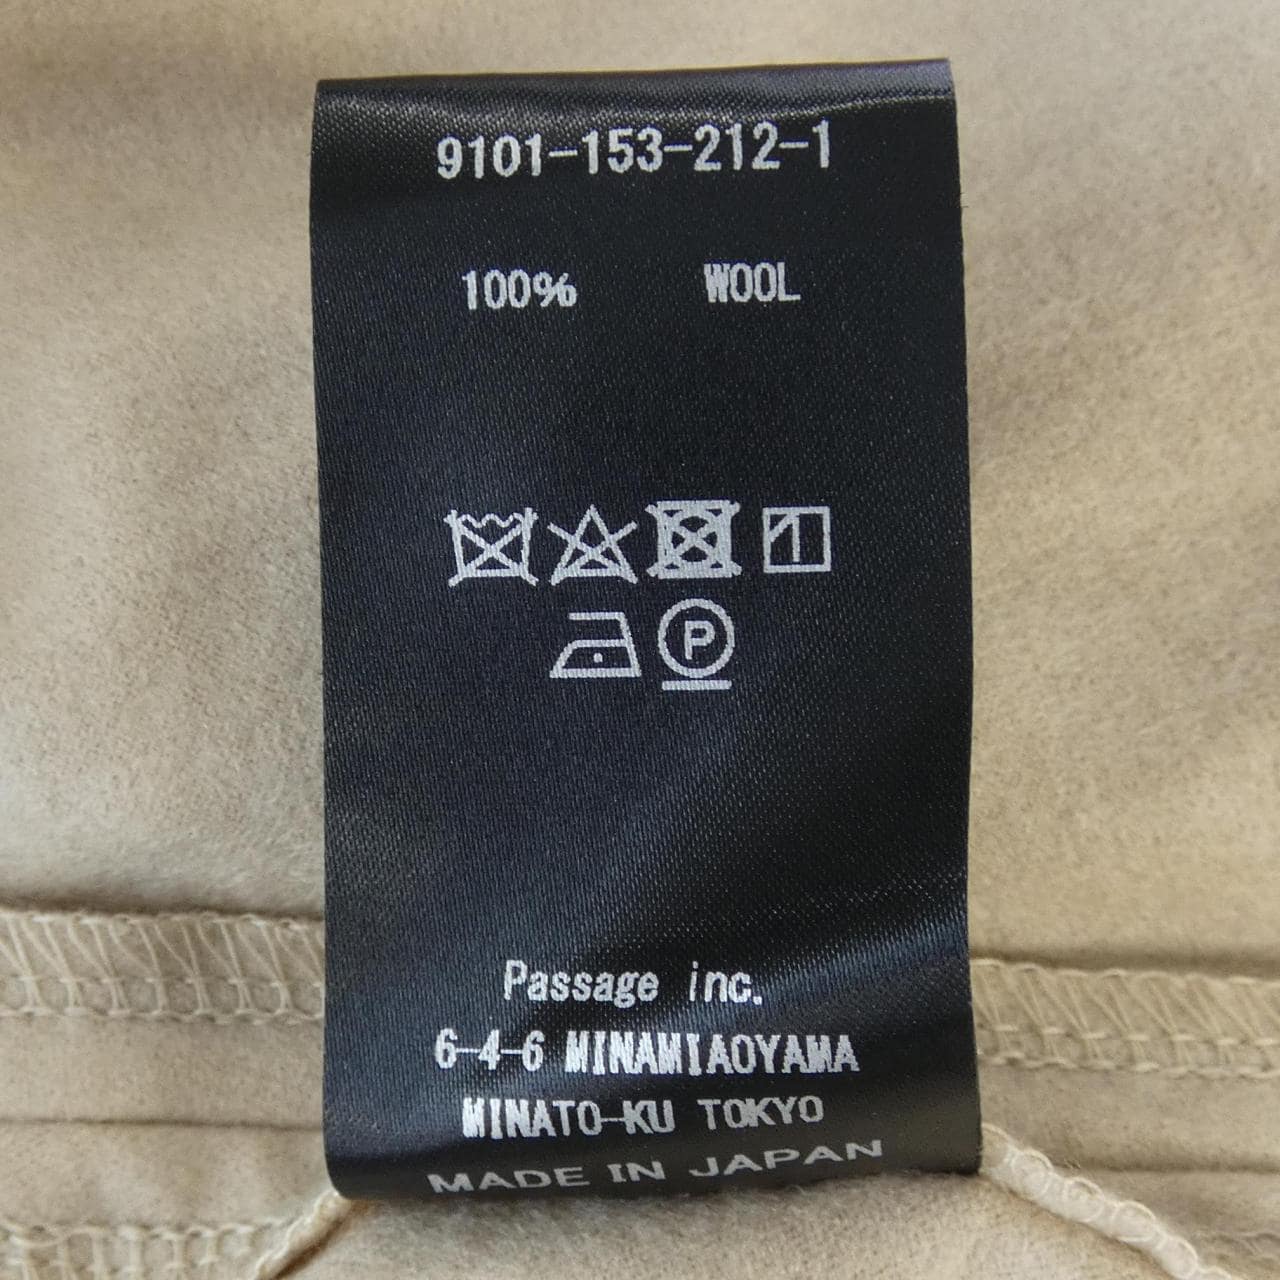 9101-153-212-1
100% WOOL
P
Passage inc.
6-4-6 MINAMIAOYAMA
MINATO-KU TOKYO
MADE IN JAPAN